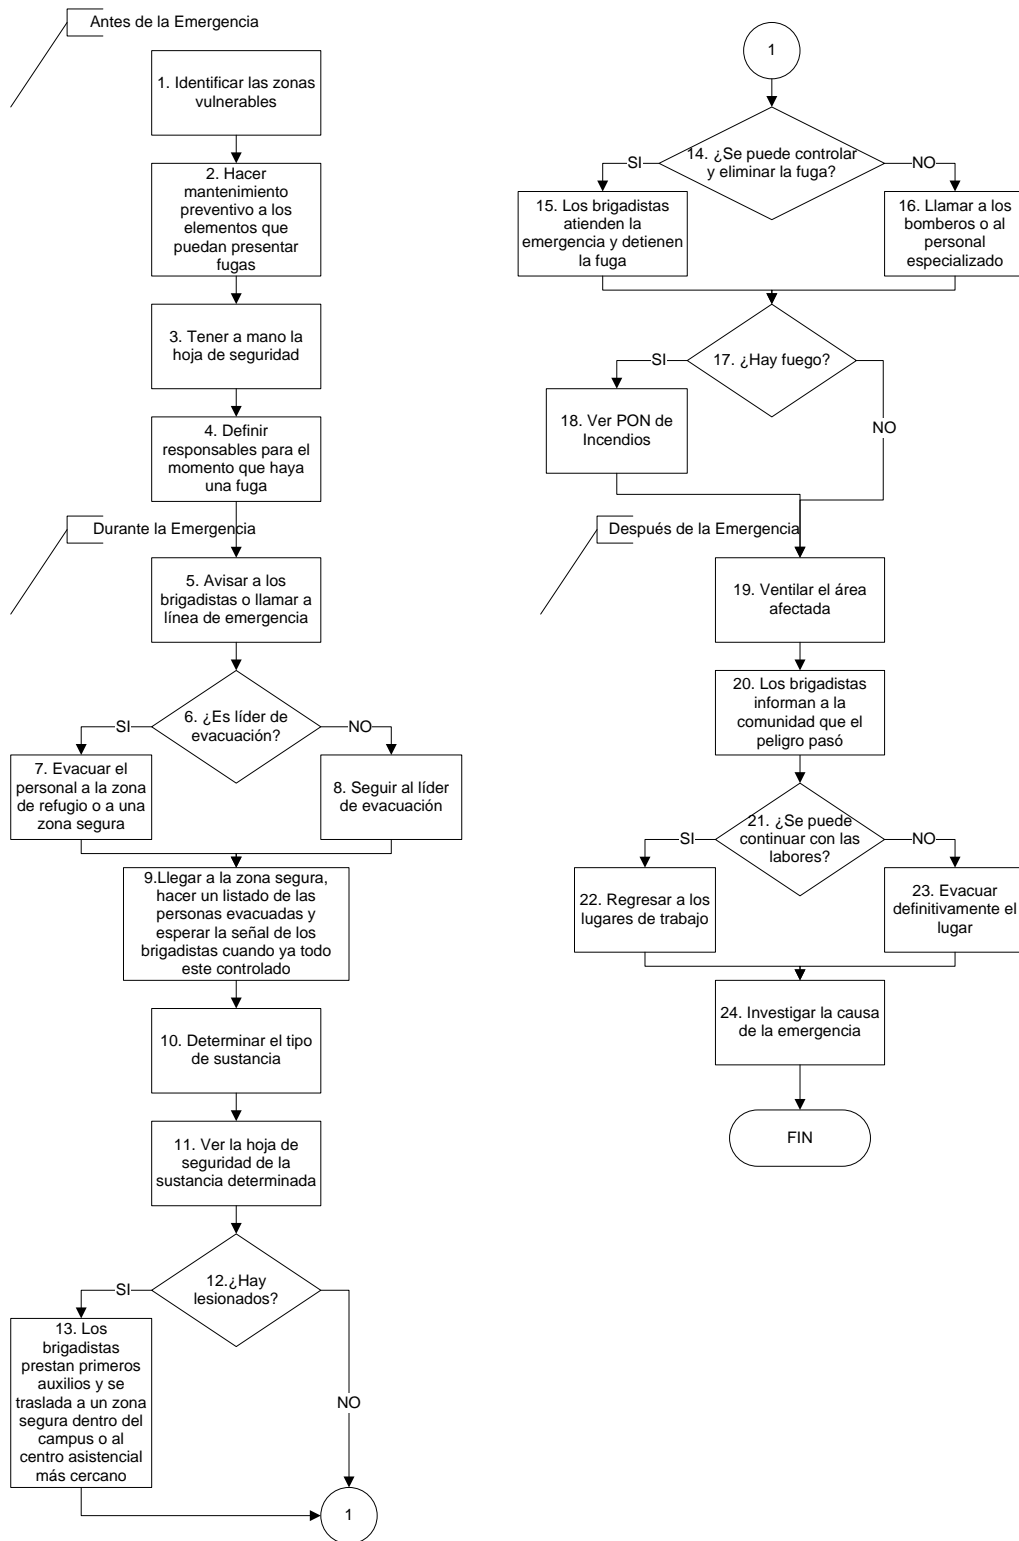 Antes de la Emergencia
1. Identificar las zonas
vulnerables
2. Hacer
mantenimiento
preventivo a los
elementos que
puedan presentar
fugas
3. Tener a mano la
hoja de seguridad
4. Definir
responsables para el
momento que haya
una fuga
Durante la Emergencia
5. Avisar a los
brigadistas o llamar a
línea de emergencia
6. ¿Es líder de
evacuación?
SI
NO
7. Evacuar el
personal a la zona
de refugio o a una
zona segura
8. Seguir al líder
de evacuación
9.Llegar a la zona segura,
hacer un listado de las
personas evacuadas y
esperar la señal de los
brigadistas cuando ya todo
este controlado
10. Determinar el tipo
de sustancia
11. Ver la hoja de
seguridad de la
sustancia determinada
12.¿Hay
lesionados?
SI
NO
13. Los
brigadistas
prestan primeros
auxilios y se
traslada a un zona
segura dentro del
campus o al
centro asistencial
más cercano
1
1
14. ¿Se puede controlar
y eliminar la fuga?
SI
NO
15. Los brigadistas
atienden la
emergencia y detienen
la fuga
16. Llamar a los
bomberos o al
personal
especializado
17. ¿Hay fuego?
SI
NO
18. Ver PON de
Incendios
Después de la Emergencia
19. Ventilar el área
afectada
20. Los brigadistas
informan a la
comunidad que el
peligro pasó
21. ¿Se puede
continuar con las
labores?
SI
NO
22. Regresar a los
lugares de trabajo
23. Evacuar
definitivamente el
lugar
24. Investigar la causa
de la emergencia
FIN